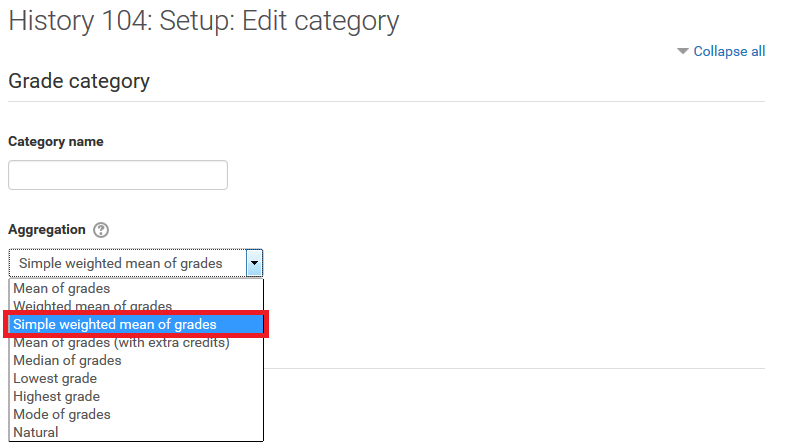 History 104: Setup: Edit category
Collapse all
Grade category
Category name
Aggregation
Simple weighted mean of grades
Mean of grades
Weighted mean of grades
Simple weighted mean of grades
Mean of grades (with extra credits)
Median of grades
Lowest grade
Highest grade
Mode of grades
Natural